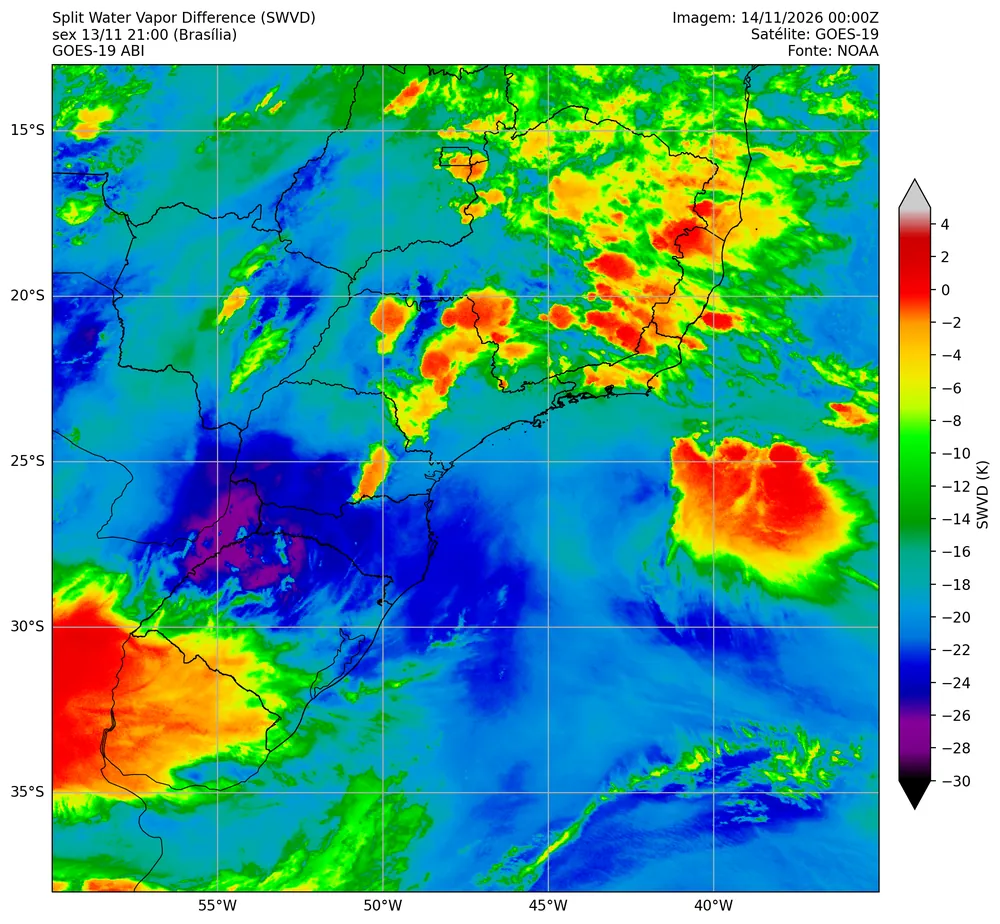 Split Water Vapor Difference (SWVD)
sex 13/11 21:00 (Brasília)
GOES-19 ABI
Imagem: 14/11/2026 00:00Z
Satélite: GOES-19
Fonte: NOAA
15°S
20°S
25°S
30°S
35°S
55°W
50°W
45°W
40°W
4
2
0
−2
−4
−6
−8
−10
−12
−14
−16
−18
−20
−22
−24
−26
−28
−30
SWVD (K)